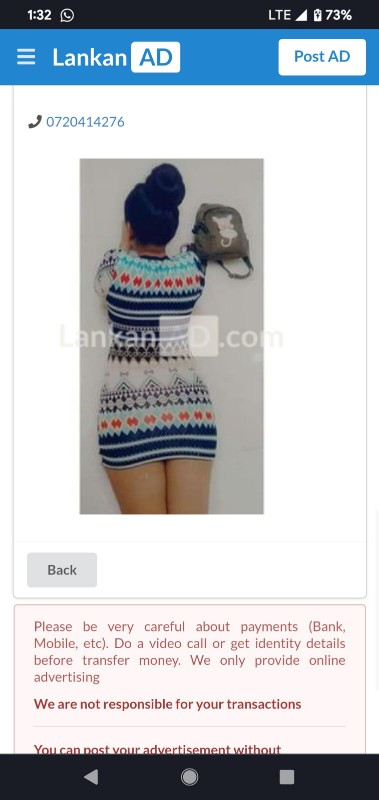 1:32 LTE 73%
Lankan AD Post AD
0720414276
LankanAD.com
Back
Please be very careful about payments (Bank,
Mobile, etc). Do a video call or get identity details
before transfer money. We only provide online
advertising
We are not responsible for your transactions
You can post your advertisement without